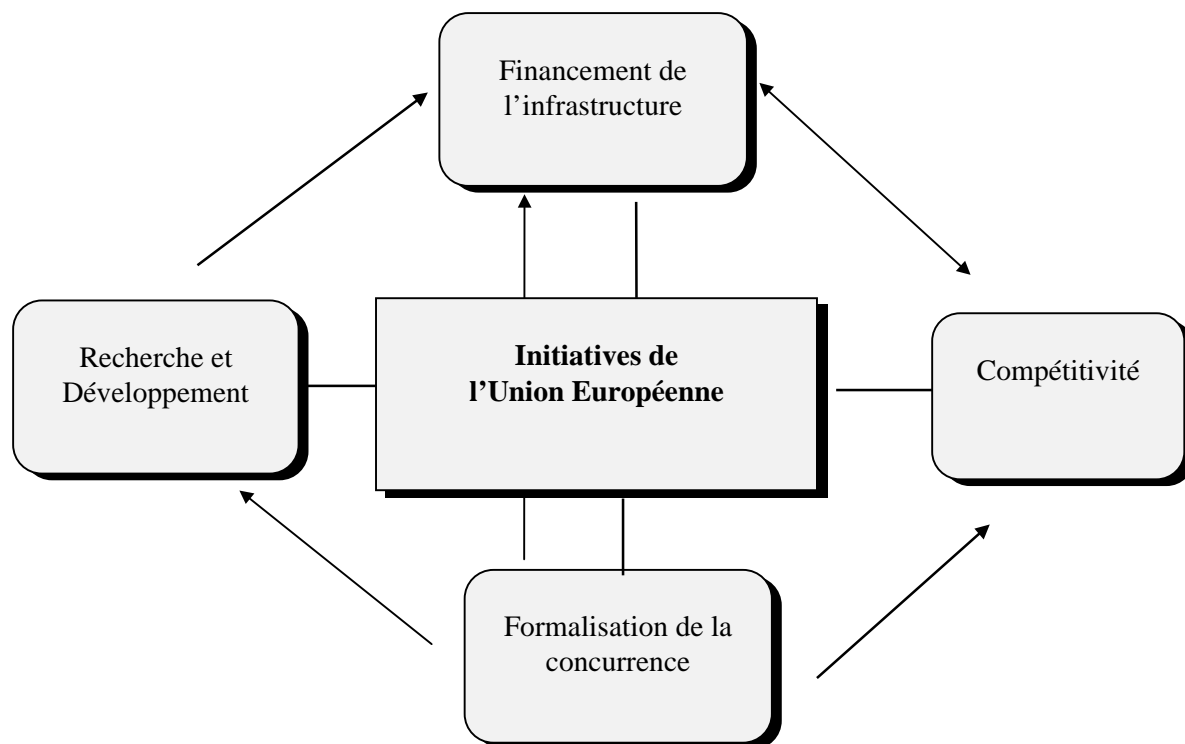 Financement de
l’infrastructure
Recherche et
Développement
Initiatives de
l’Union Européenne
Compétitivité
Formalisation de la
concurrence